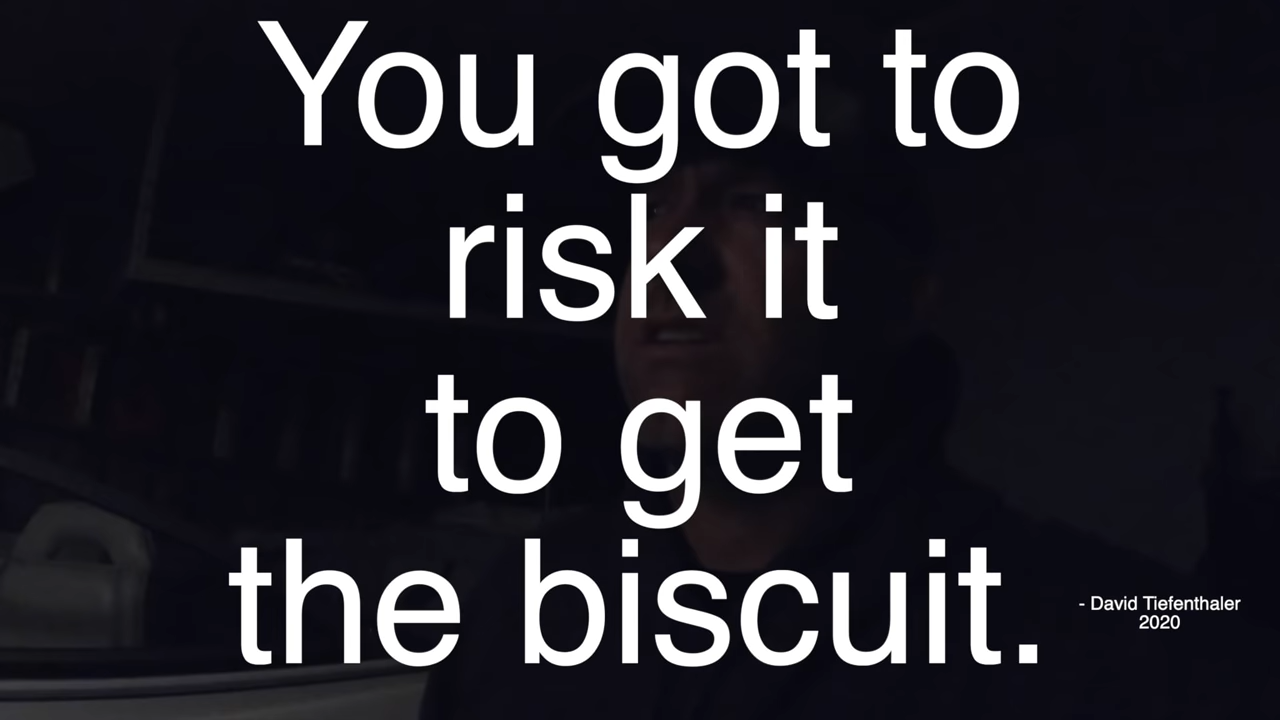 You got to
risk it
to get
the biscuit.
- David Tiefenthaler
2020